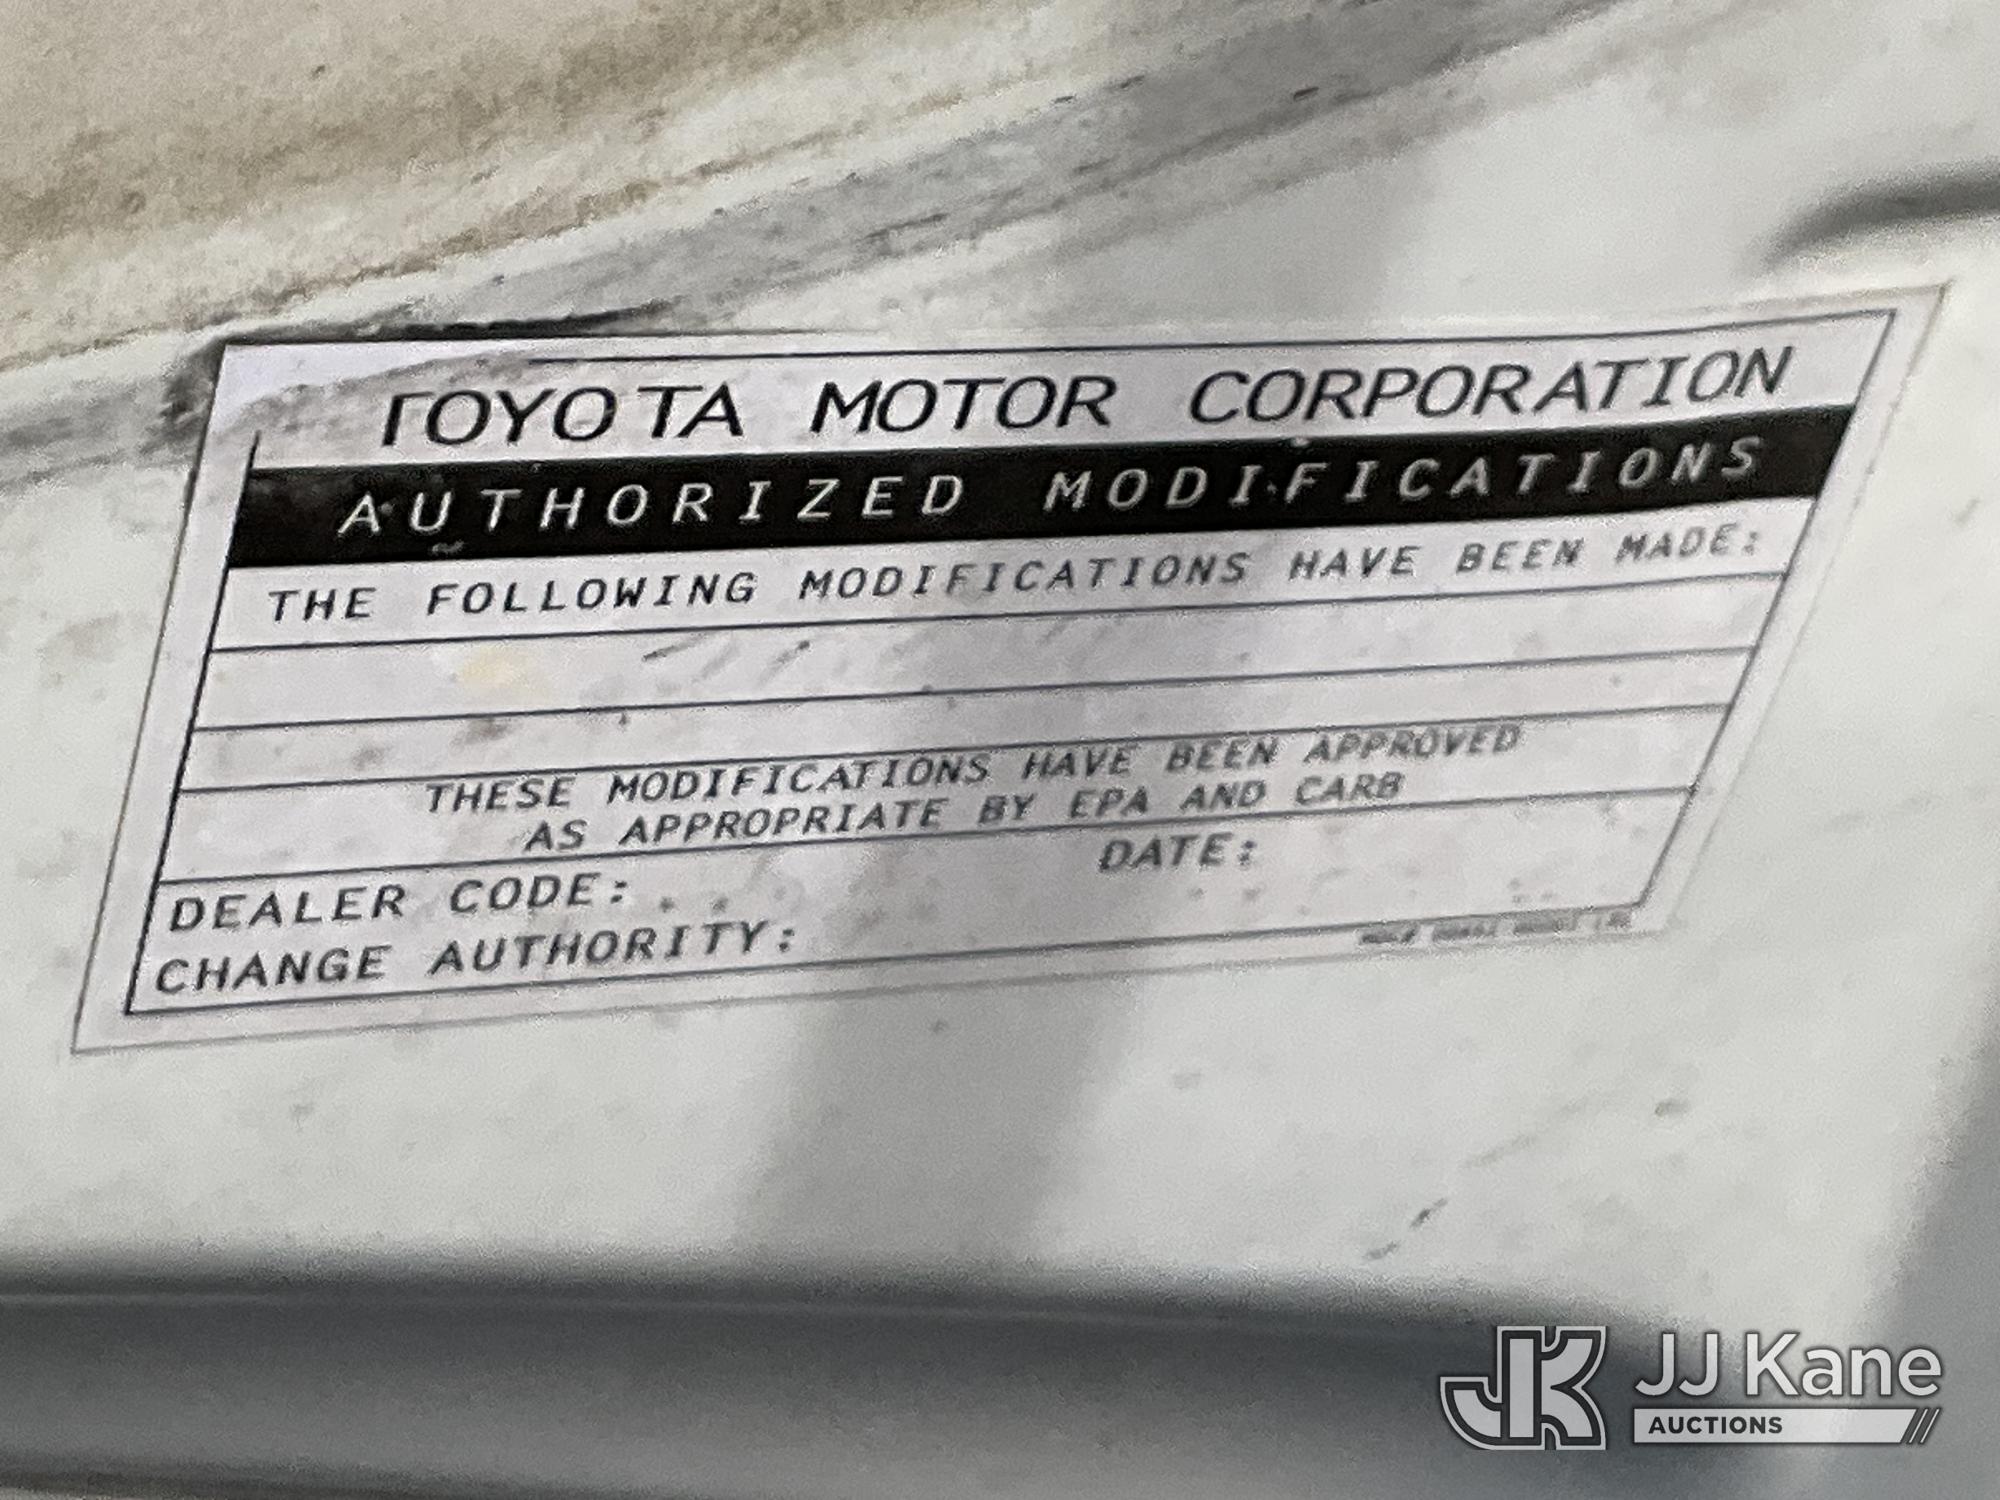 TOYOTA MOTOR CORPORATION
AUTHORIZED MODIFICATIONS
THE FOLLOWING MODIFICATIONS HAVE BEEN MADE:
THESE MODIFICATIONS HAVE BEEN APPROVED
AS APPROPRIATE BY EPA AND CARB
DEALER CODE: DATE:
CHANGE AUTHORITY:
JK JJ Kane
AUCTIONS